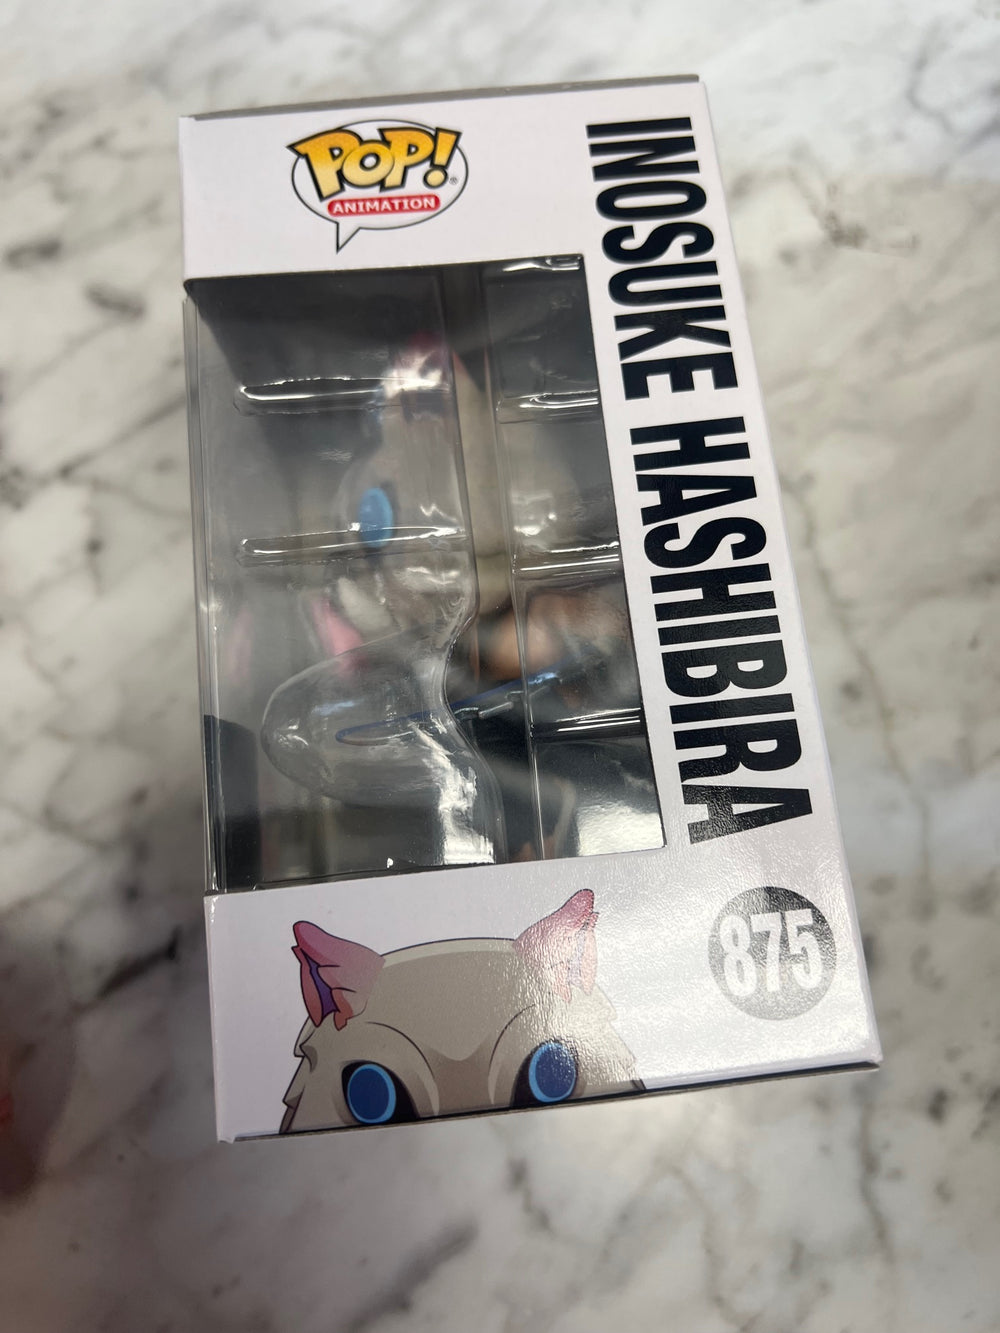 POP!
ANIMATION
INOSUKE HASHIBIRA
875